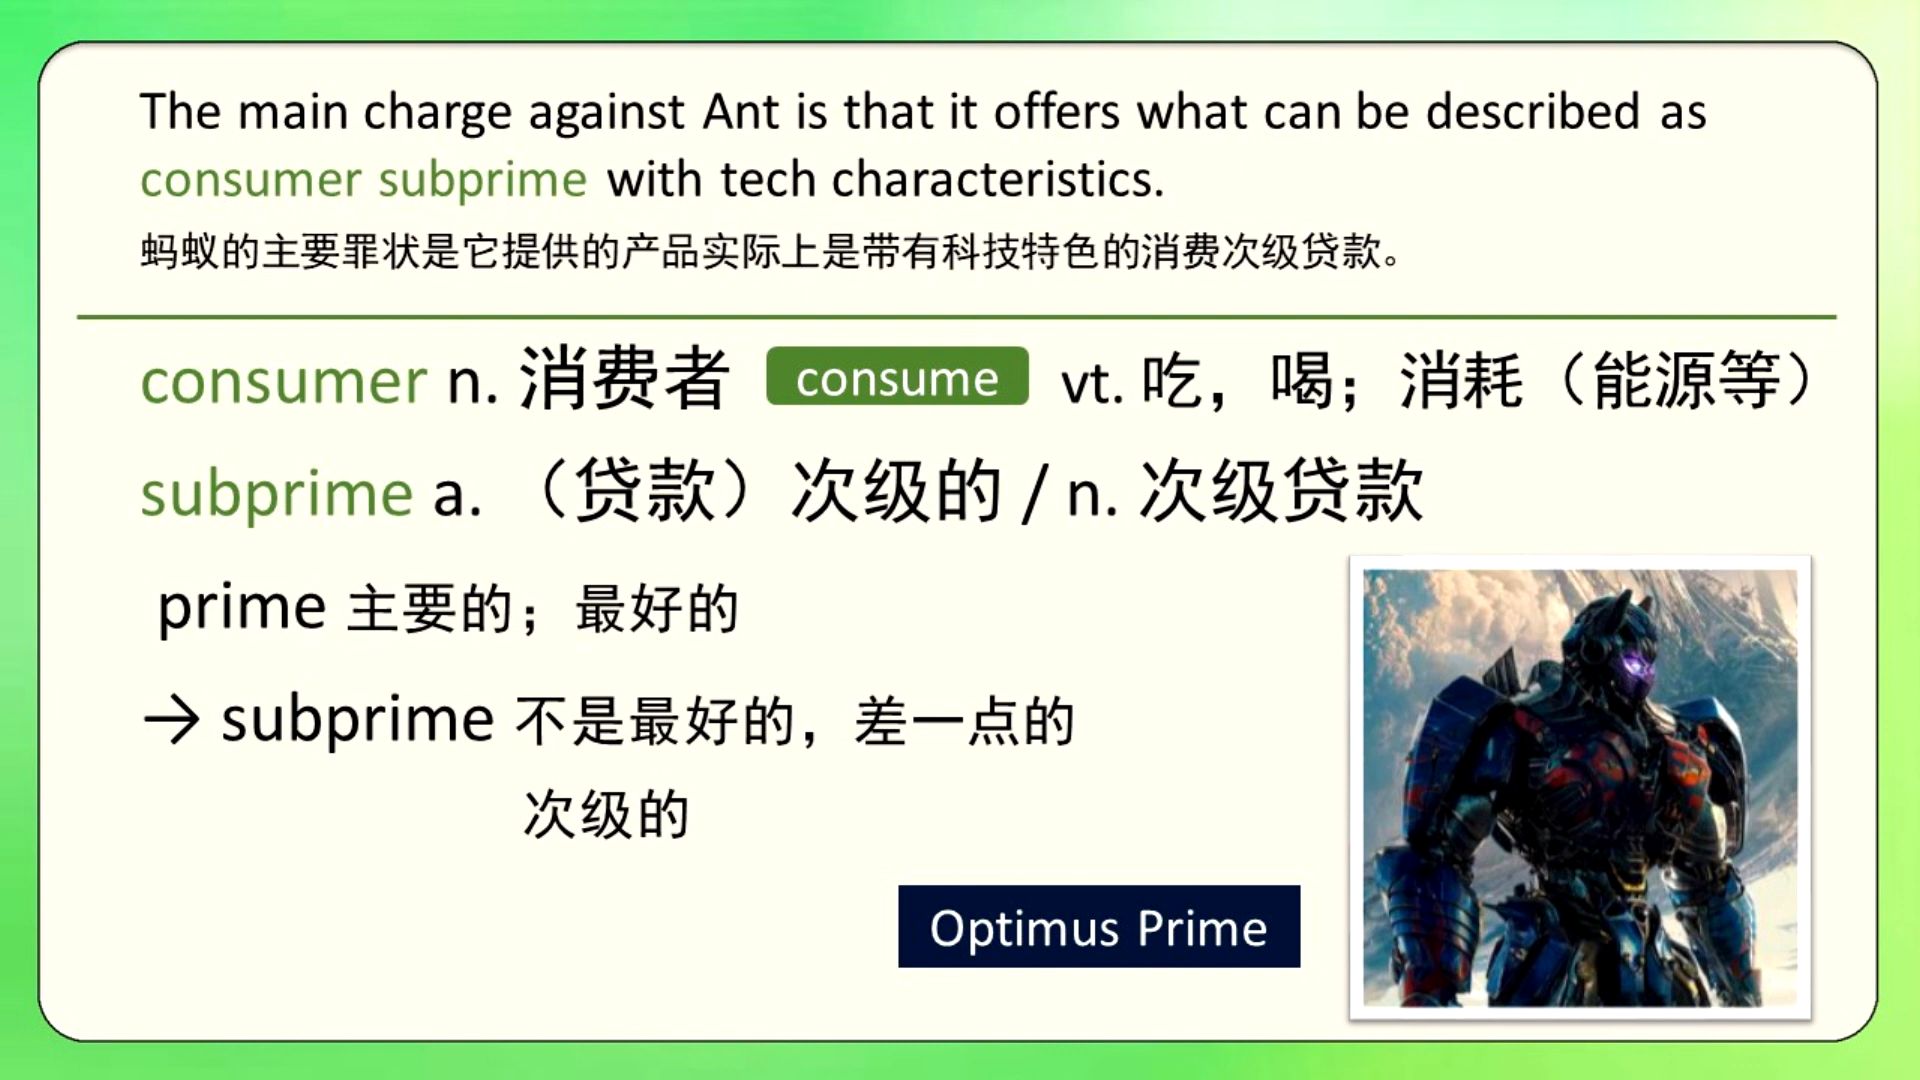 The main charge against Ant is that it offers what can be described as
consumer subprime with tech characteristics.
蚂蚁的主要罪状是它提供的产品实际上是带有科技特色的消费次级贷款。
consumer n. 消费者 consume vt. 吃，喝；消耗（能源等）
subprime a. （贷款）次级的 / n. 次级贷款
prime 主要的；最好的
→ subprime 不是最好的，差一点的
次级的
Optimus Prime